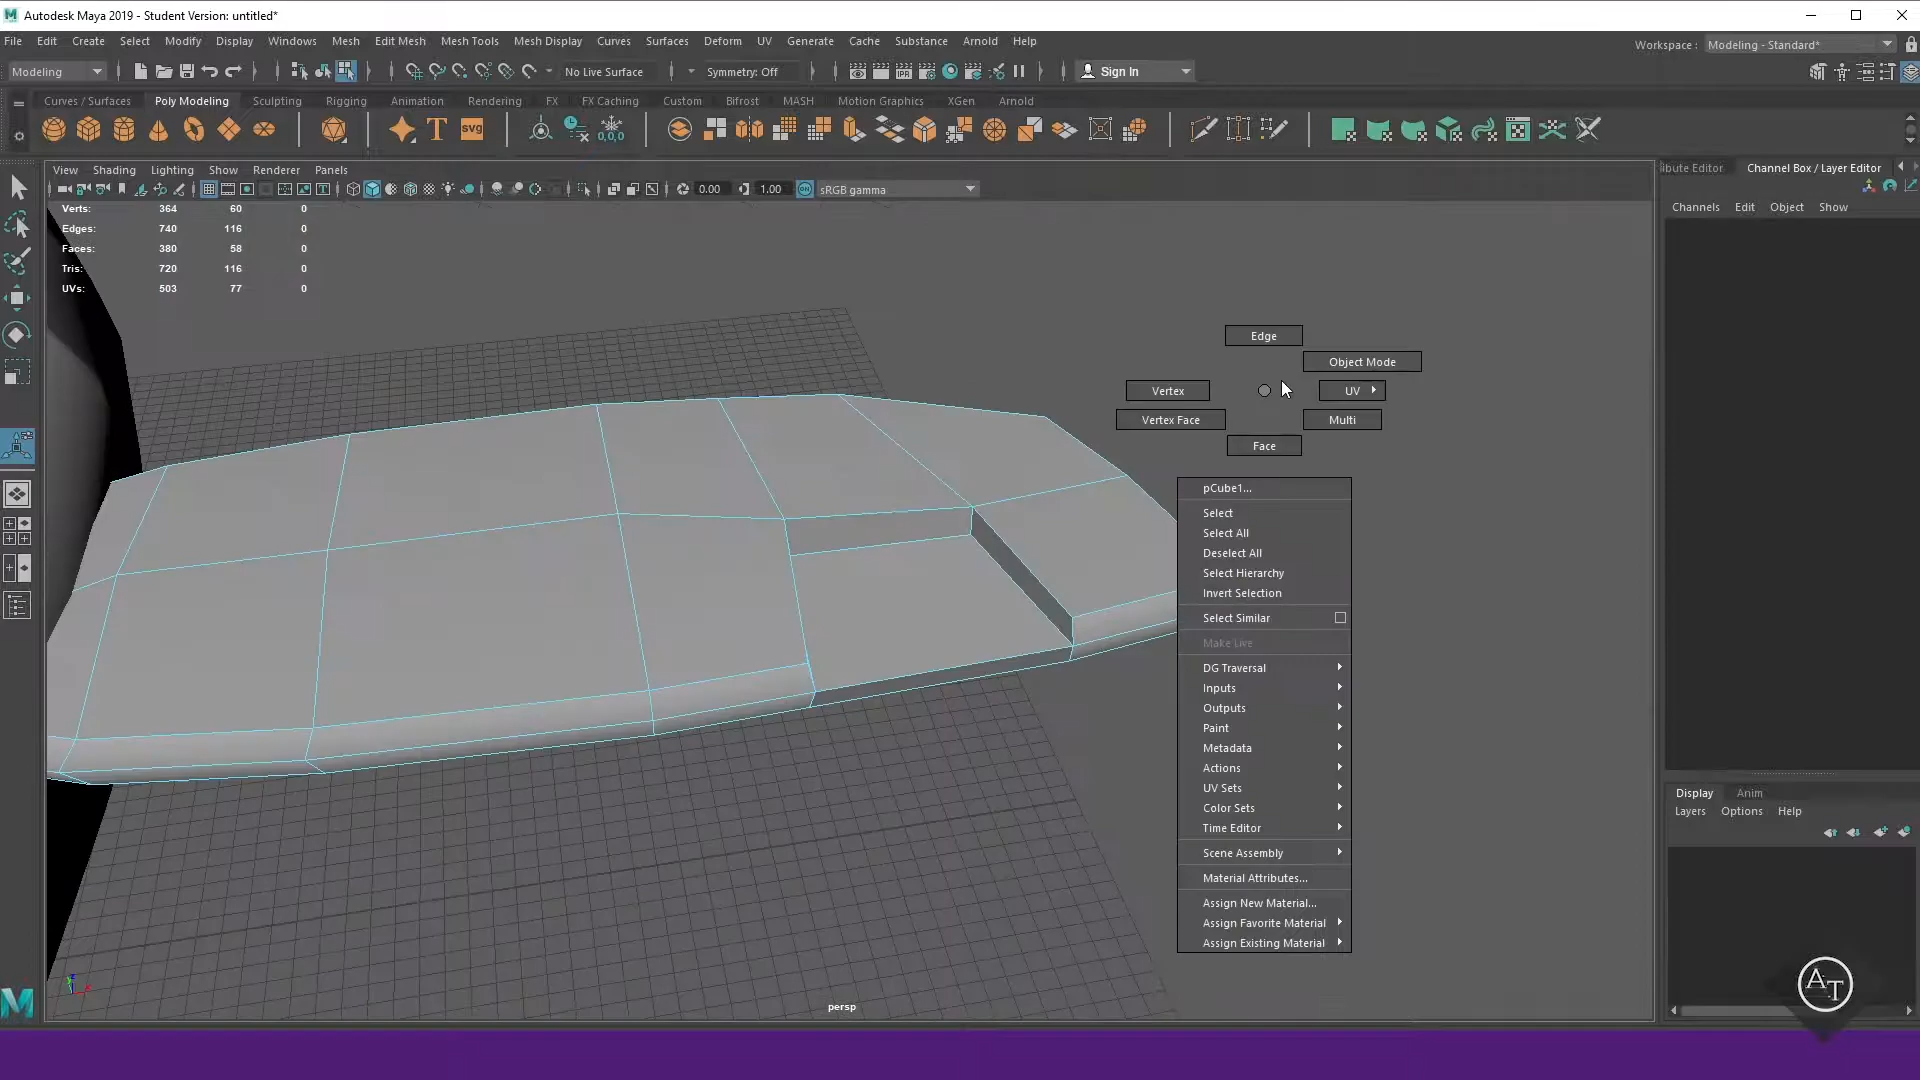 Autodesk Maya 2019 - Student Version: untitled*
File Edit Create Select Modify Display Windows Mesh Edit Mesh Mesh Tools Mesh Display Curves Surfaces Deform UV Generate Cache Substance Arnold Help
Workspace : Modeling - Standard*
Modeling No Live Surface Symmetry: Off Sign In
Curves / Surfaces Poly Modeling Sculpting Rigging Animation Rendering FX FX Caching Custom Bifrost MASH Motion Graphics XGen Arnold
T svg 0,0,0
View Shading Lighting Show Renderer Panels
ibute Editor Channel Box / Layer Editor
0.00 1.00 ON sRGB gamma
Channels Edit Object Show
Verts: 364 60 0
Edges: 740 116 0
Faces: 380 58 0
Tris: 720 116 0
UVs: 503 77 0
Edge
Object Mode
Vertex UV
Vertex Face Multi
Face
pCube1...
Select
Select All
Deselect All
Select Hierarchy
Invert Selection
Select Similar
Make Live
DG Traversal
Inputs
Outputs
Paint
Metadata
Actions
UV Sets
Color Sets
Time Editor
Scene Assembly
Material Attributes...
Assign New Material...
Assign Favorite Material
Assign Existing Material
Display Anim
Layers Options Help
persp
AT